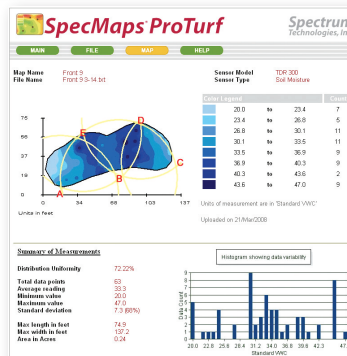 SpecMaps ProTurf
Spectrum
Technologies, In
MAIN FILE MAP HELP
Map Name Front 9
File Name Front 9 3-14.txt
Sensor Model TDR 300
Sensor Type Soil Moisture
Color Legend Count
20.0 to 23.4 7
23.4 to 26.8 5
26.8 to 30.1 11
30.1 to 33.5 11
33.5 to 36.9 9
36.9 to 40.3 9
40.3 to 43.6 2
43.6 to 47.0 9
Units of measurement are in 'Standard VWC'
Uploaded on 21/Mar/2008
75
56
37
19
0
0 34 68 103 137
Units in feet
A
B
C
D
E
Summary of Measurements
Distribution Uniformity 72.22%
Total data points 63
Average reading 33.3
Minimum value 20.0
Maximum value 47.0
Standard deviation 7.3 (68%)
Max length in feet 74.9
Max width in feet 137.2
Area in Acres 0.24
Histogram showing data variability
Data Count
9
8
7
6
5
4
3
2
1
0
20.0 22.8 25.6 28.4 31.2 34.0 36.8 39.8 42.3 47.
Standard VWC